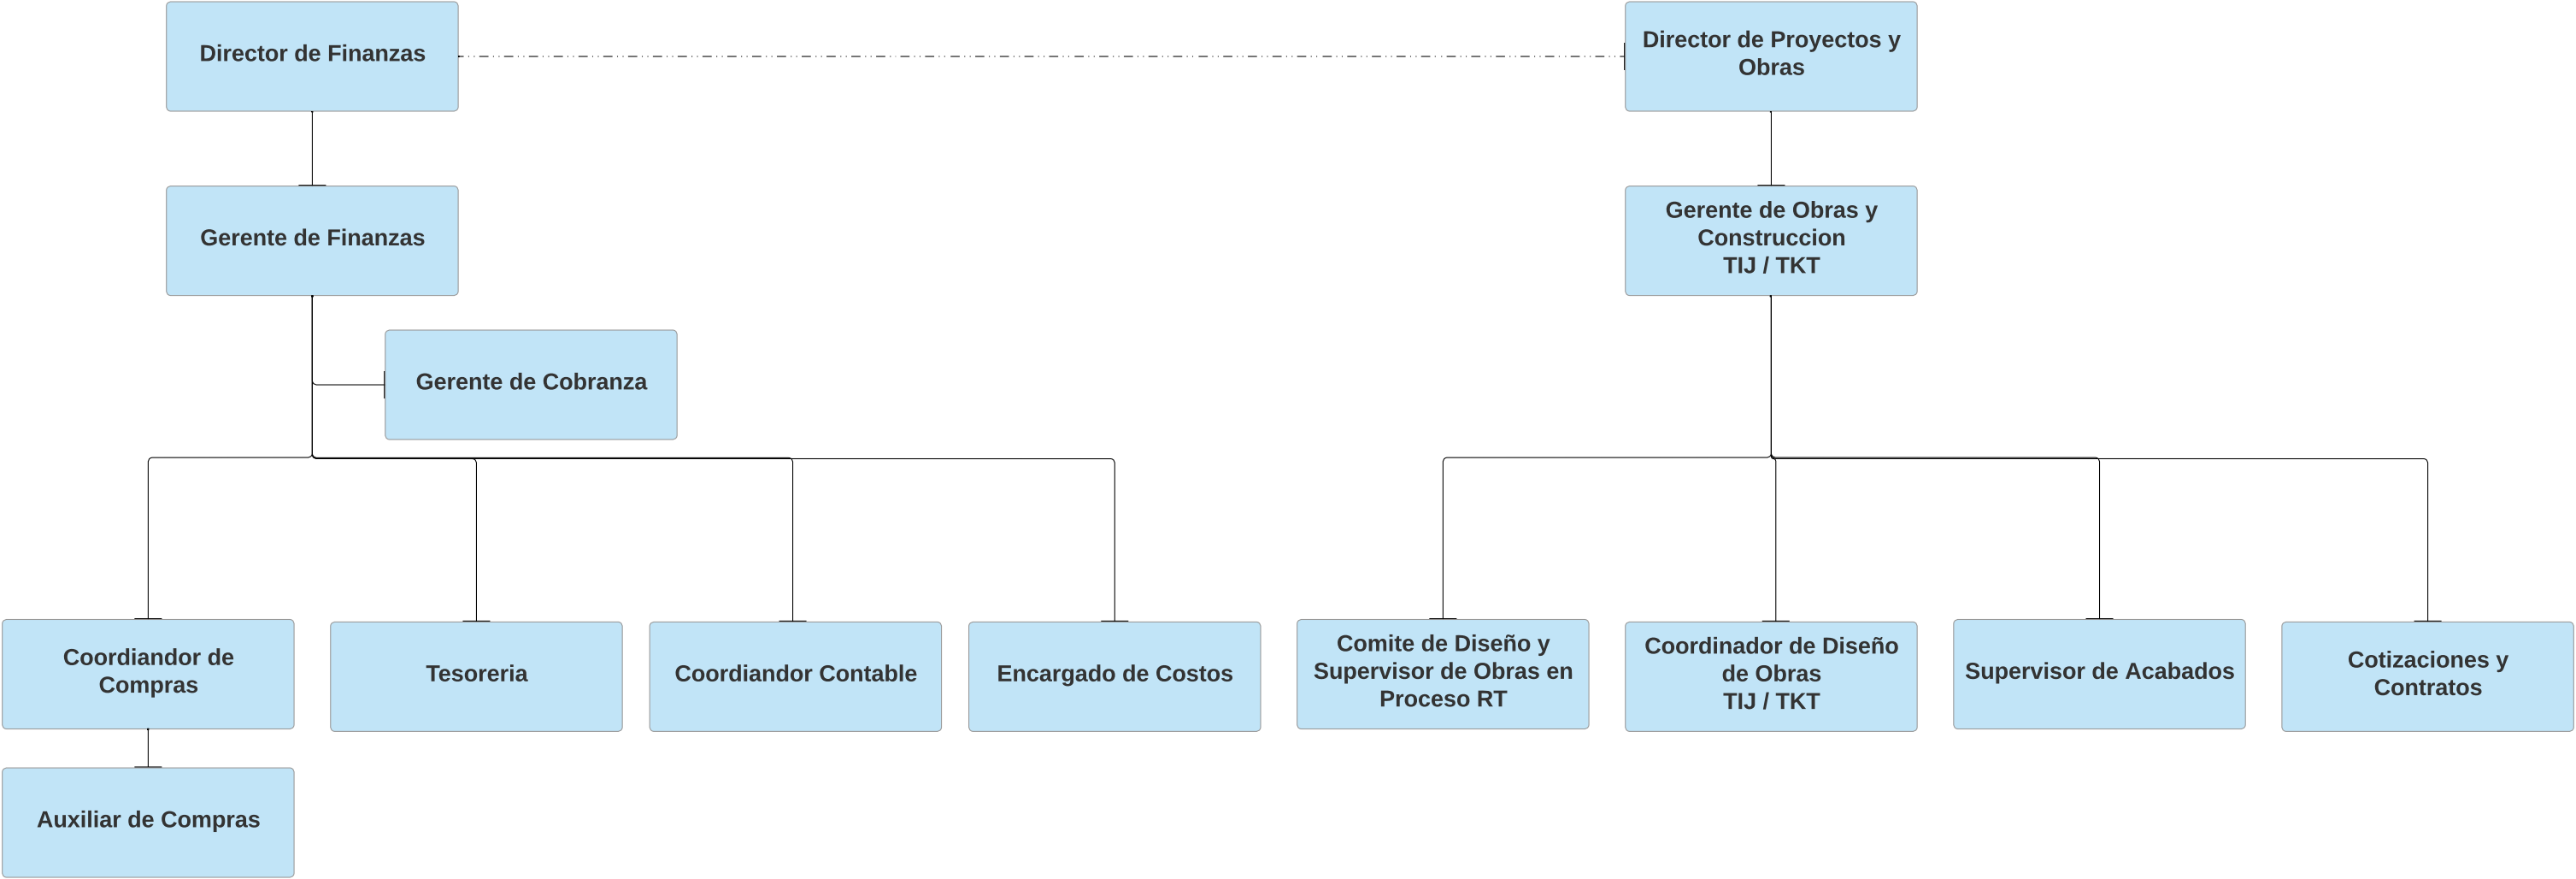 Director de Finanzas
Director de Proyectos y
Obras
Gerente de Finanzas
Gerente de Obras y
Construccion
TIJ / TKT
Gerente de Cobranza
Coordiandor de
Compras
Tesoreria
Coordiandor Contable
Encargado de Costos
Comite de Diseño y
Supervisor de Obras en
Proceso RT
Coordinador de Diseño
de Obras
TIJ / TKT
Supervisor de Acabados
Cotizaciones y
Contratos
Auxiliar de Compras